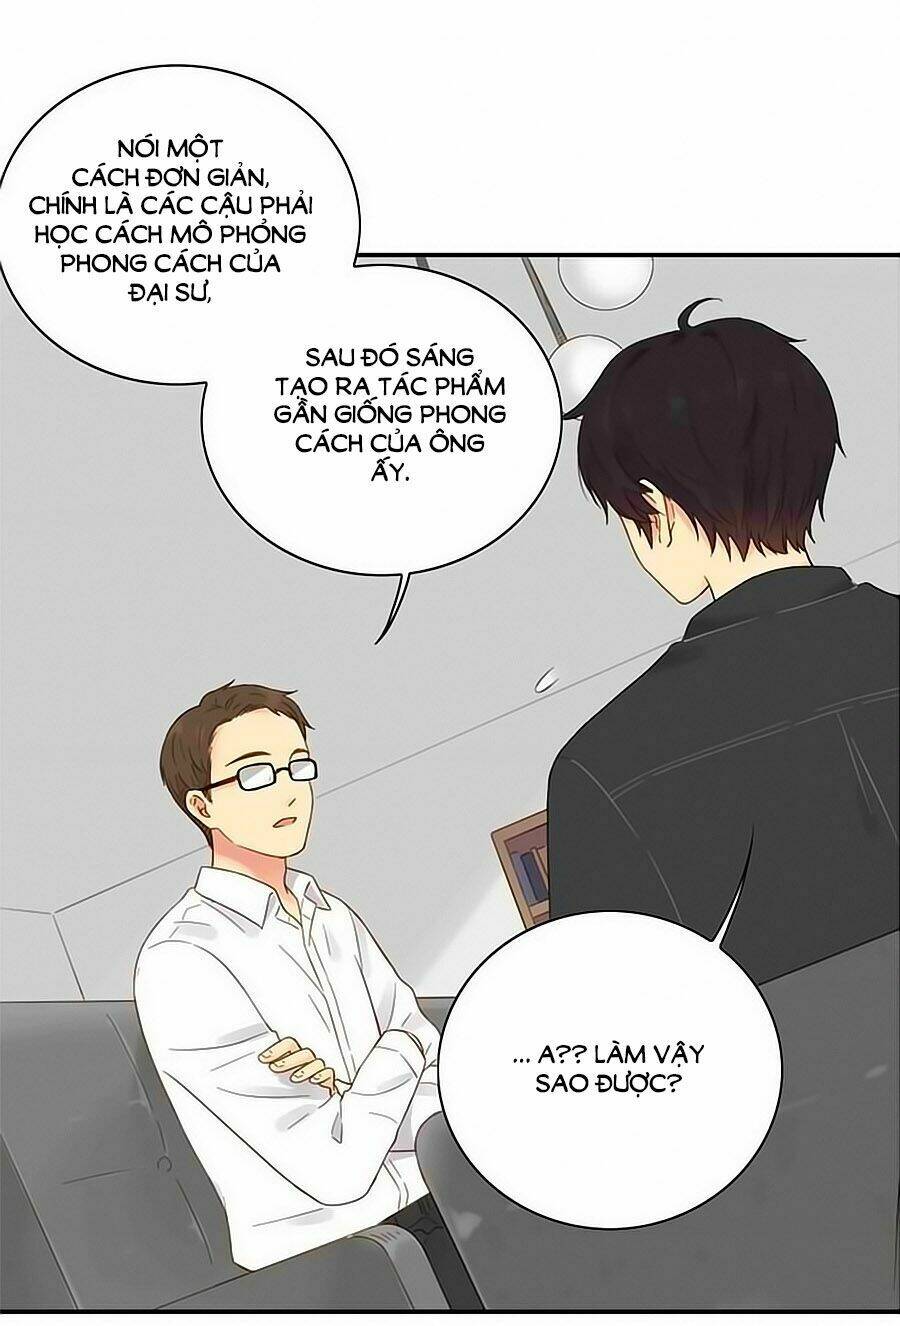 NÓI MỘT
CÁCH ĐƠN GIẢN,
CHÍNH LÀ CÁC CẬU PHẢI
HỌC CÁCH MÔ PHỎNG
PHONG CÁCH CỦA
ĐẠI SƯ,
SAU ĐÓ SÁNG
TẠO RA TÁC PHẨM
GẦN GIỐNG PHONG
CÁCH CỦA ÔNG
ẤY.
... A?? LÀM VẬY
SAO ĐƯỢC?